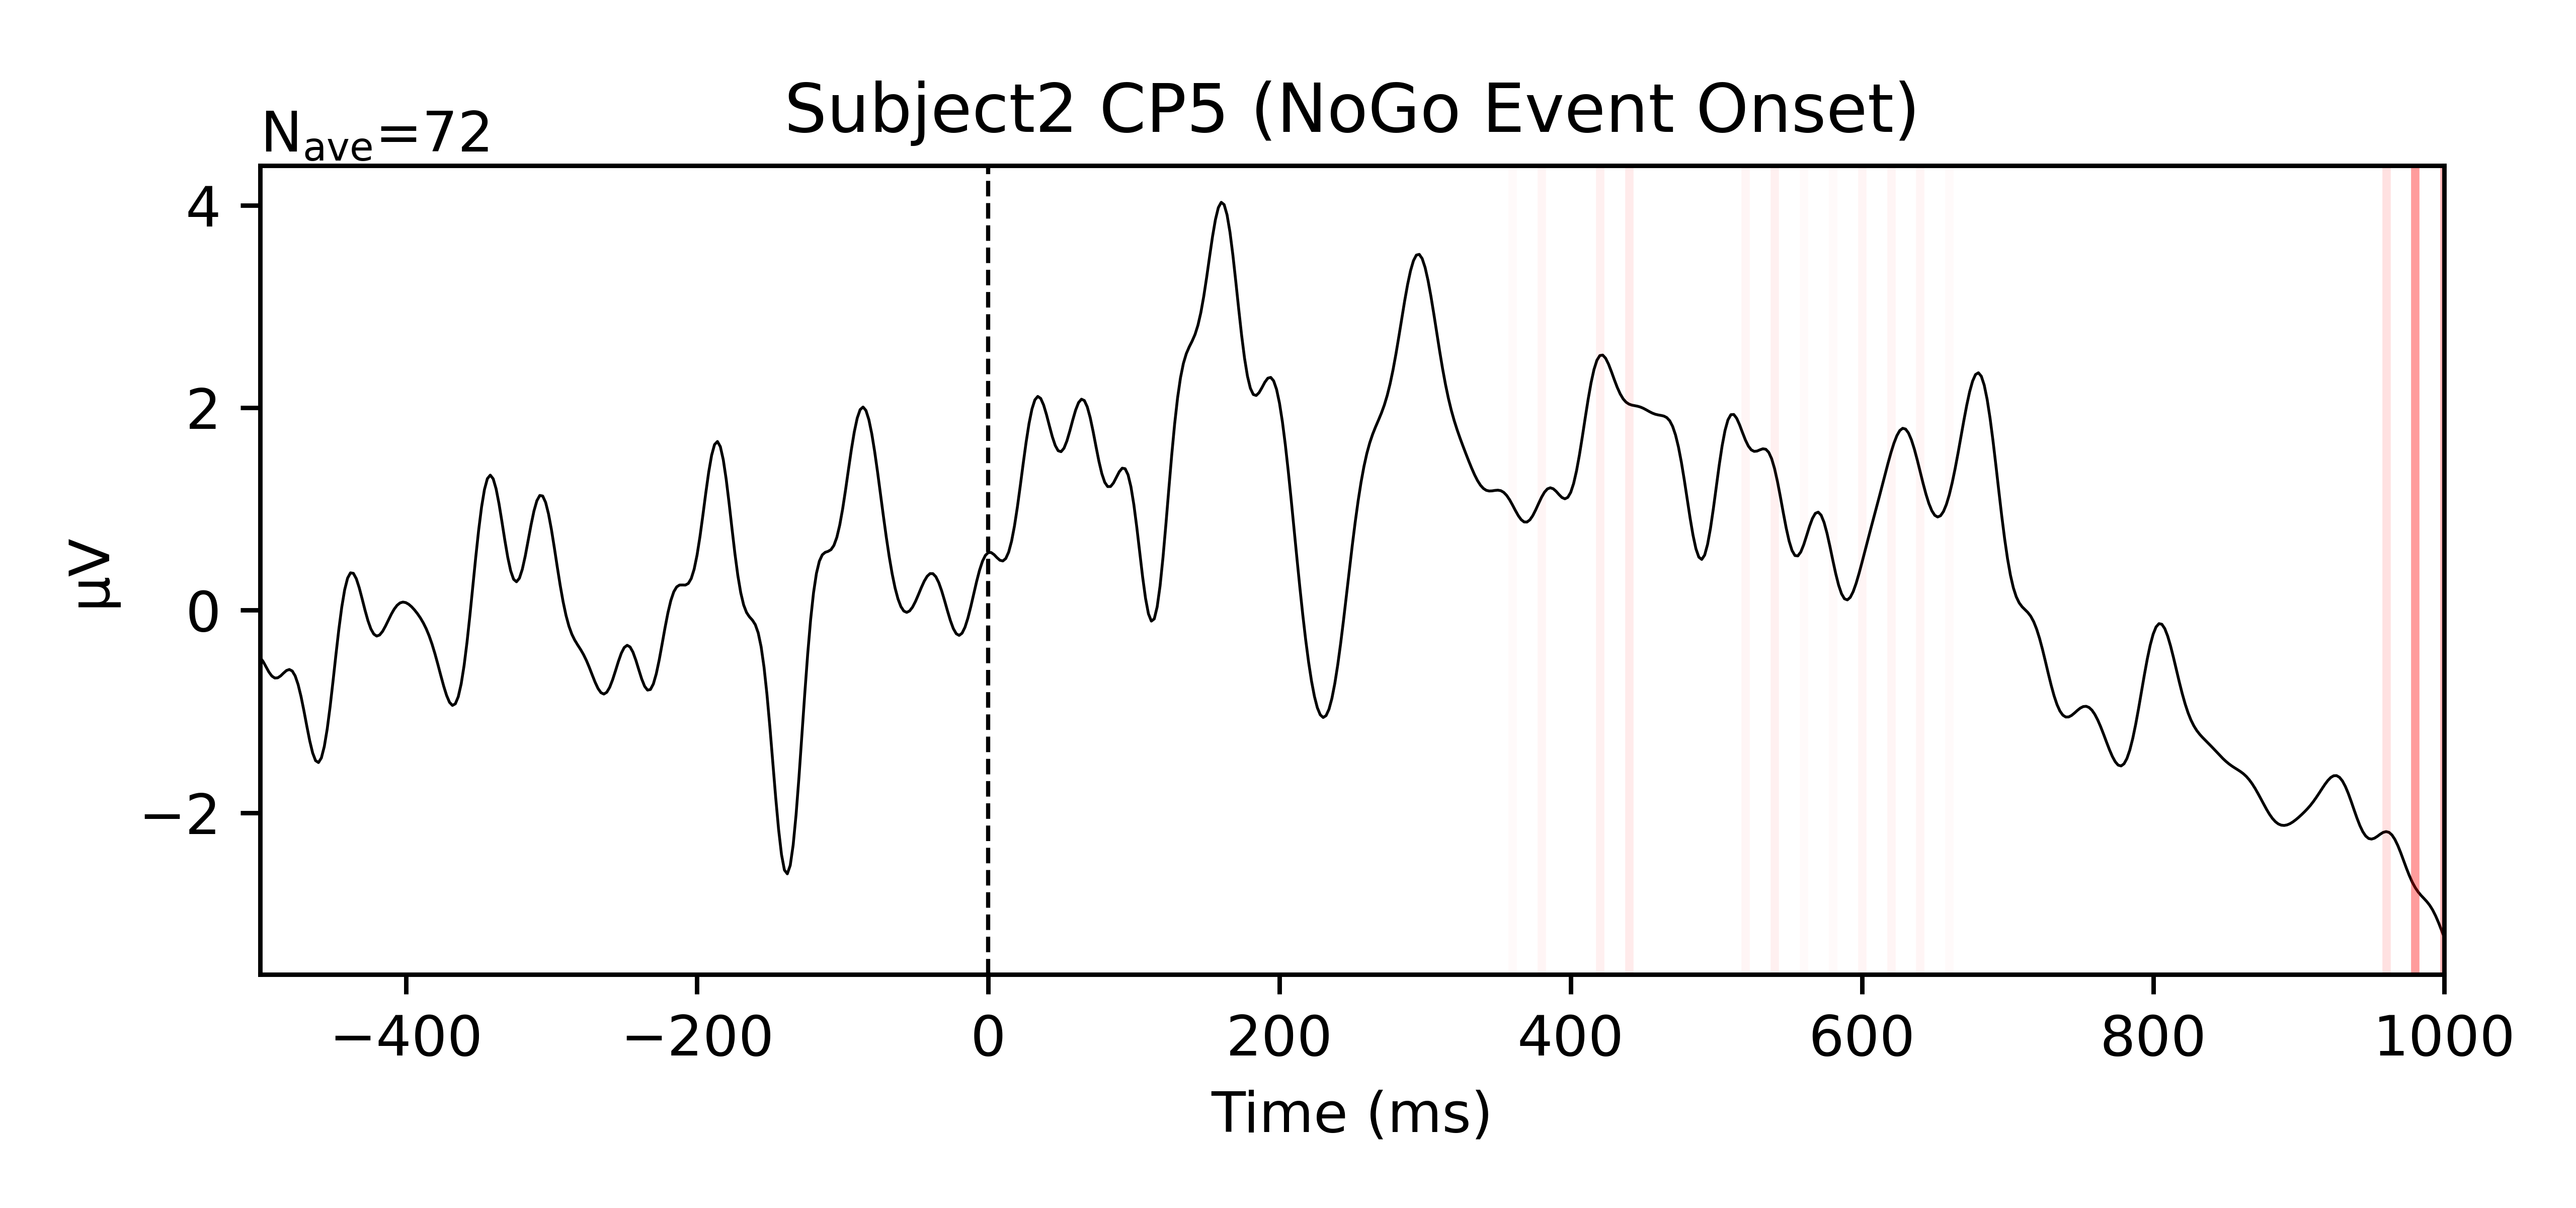 Subject2 CP5 (NoGo Event Onset)
N_ave=72
4
2
0
−2
µV
−400 −200 0 200 400 600 800 1000
Time (ms)